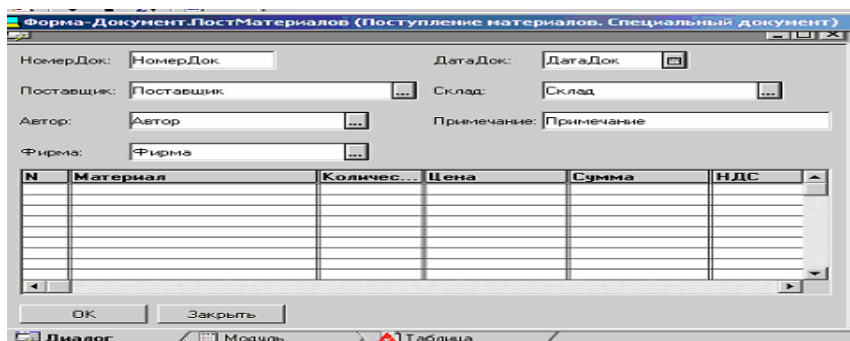 Форма-Документ.ПостМатериалов (Поступление материалов. Специальный документ)
НомерДок: НомерДок ДатаДок: ДатаДок
Поставщик: Поставщик ... Склад: Склад ...
Автор: Автор ... Примечание: Примечание
Фирма: Фирма ...
N Материал Количес... Цена Сумма НДС
OK Закрыть
Диалог Модуль Таблица